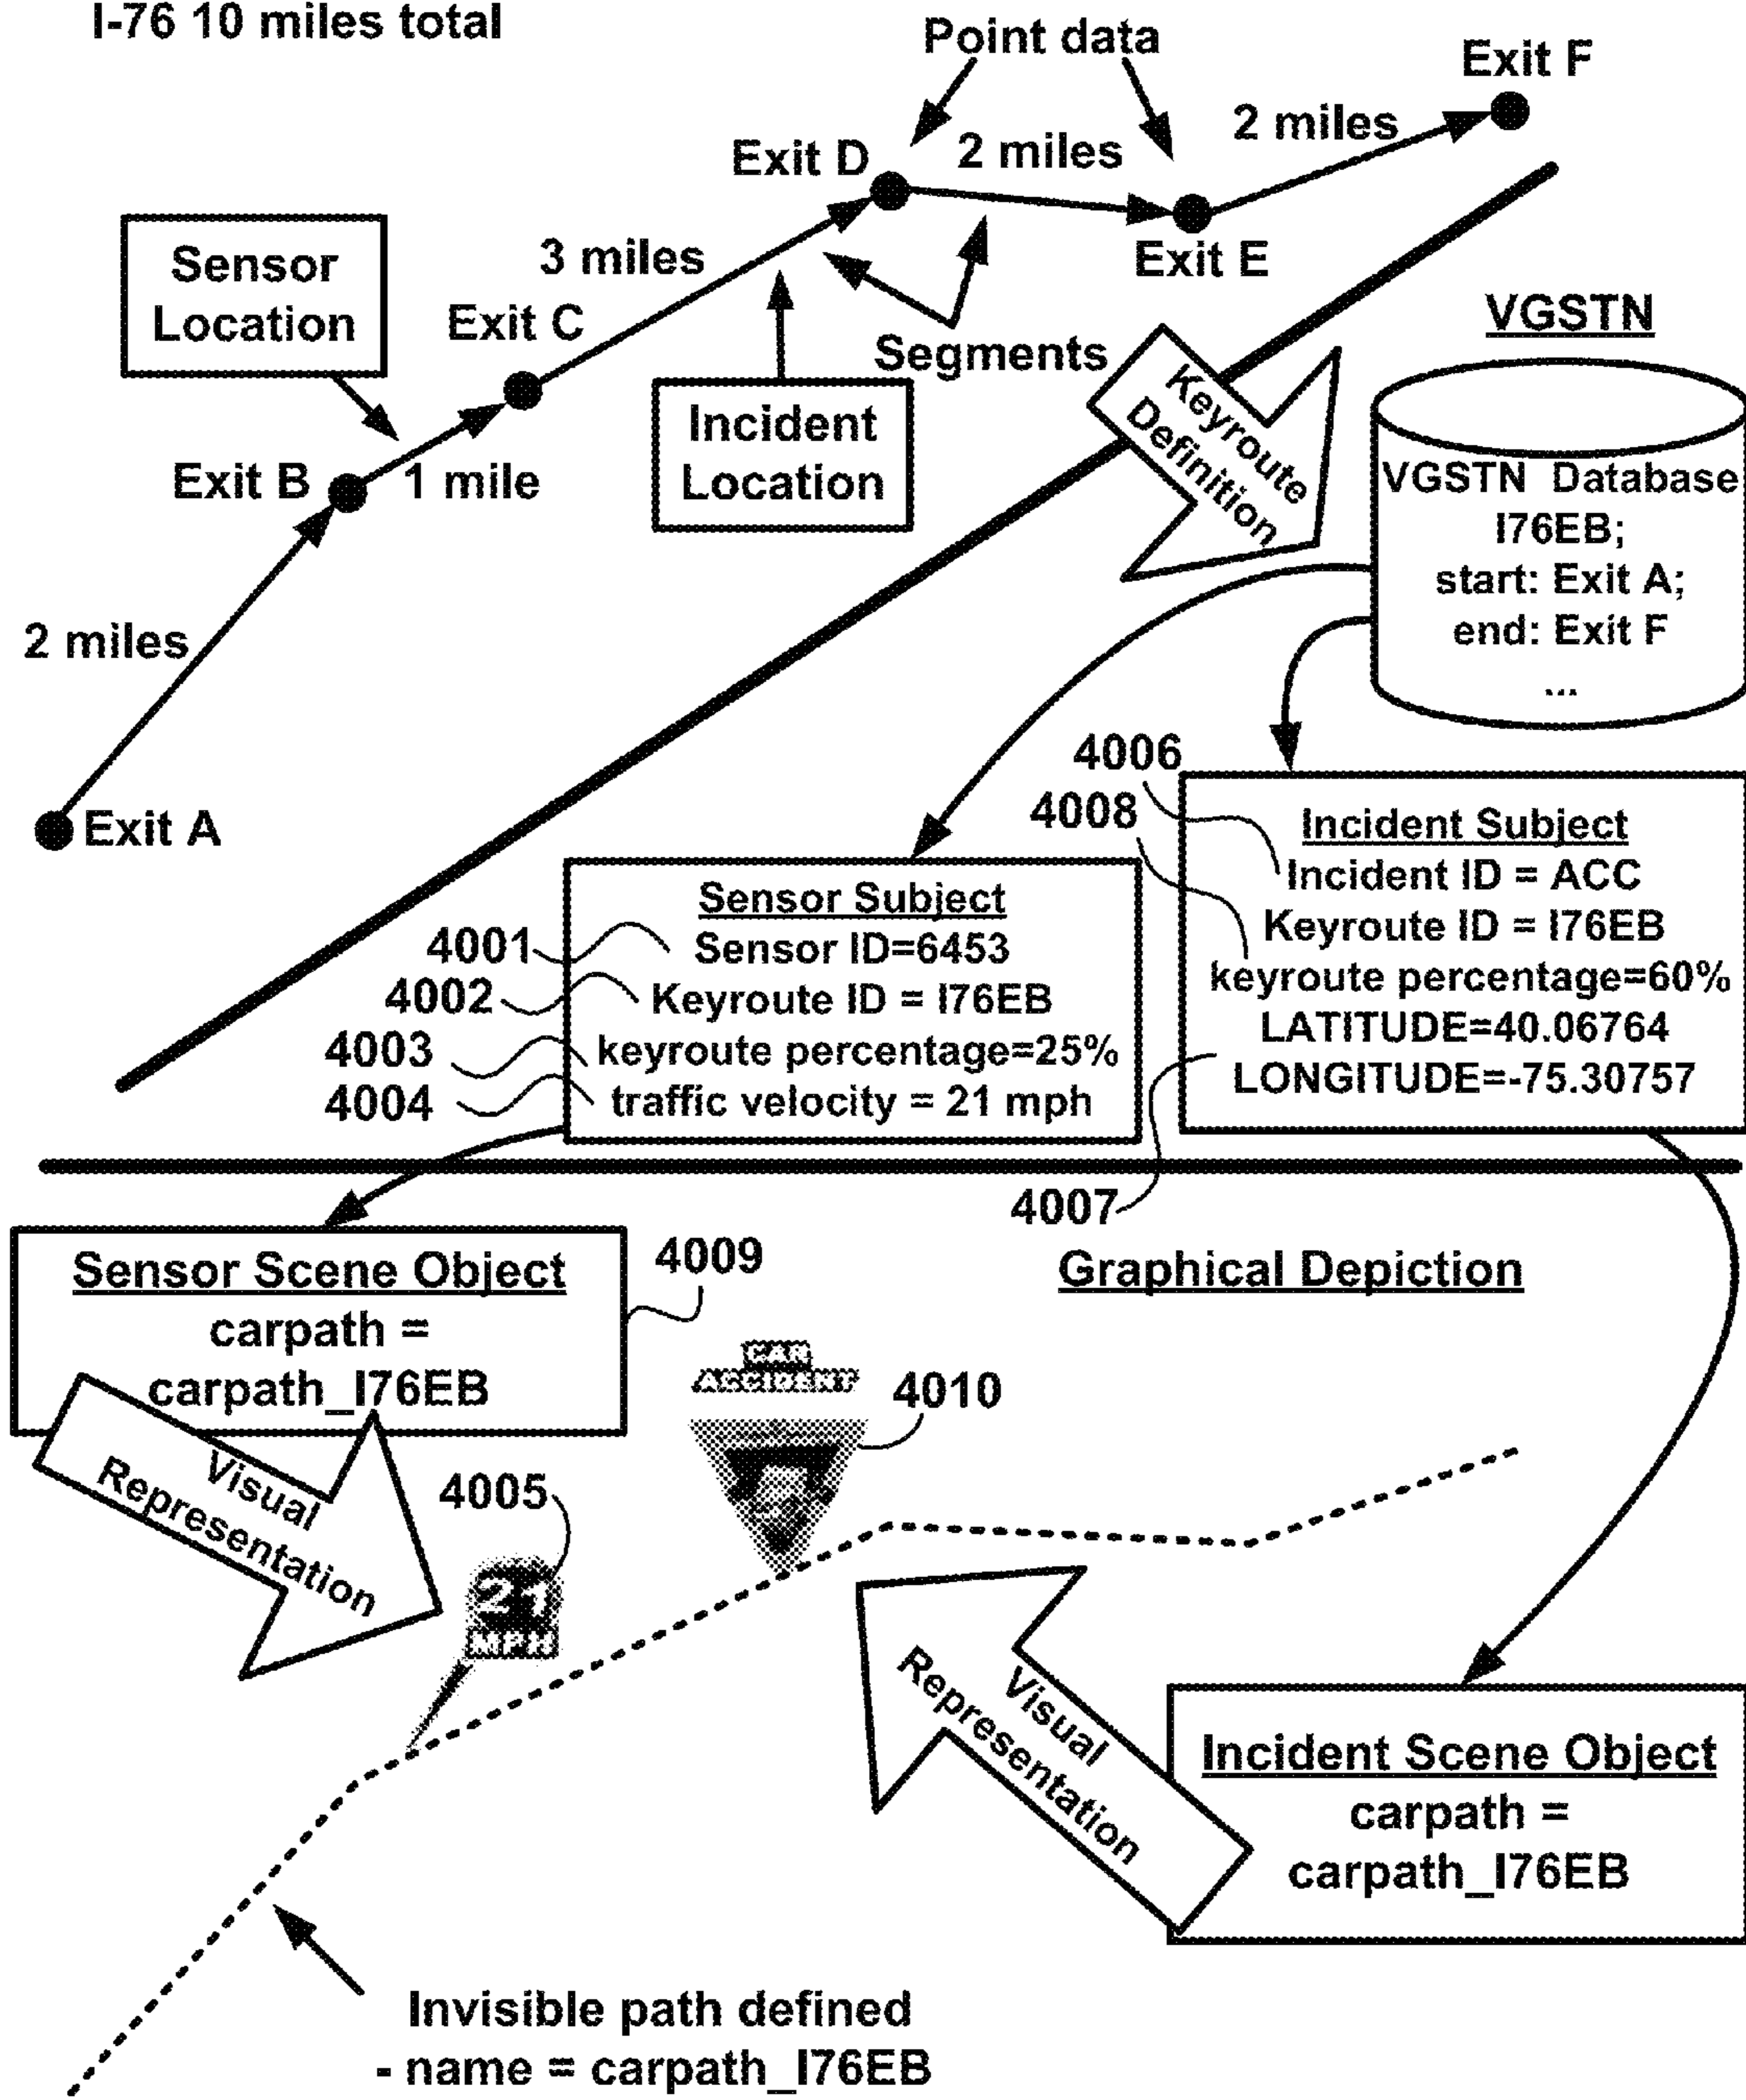 I-76 10 miles total
Point data
Exit F
2 miles
Exit D
2 miles
Sensor
Location
3 miles
Exit E
Exit C
Segments
VGSTN
Keyroute
Definition
Incident
Location
Exit B
1 mile
VGSTN Database
I76EB;
start: Exit A;
end: Exit F
...
2 miles
Exit A
4006
4008
Incident Subject
Incident ID = ACC
Keyroute ID = I76EB
keyroute percentage=60%
LATITUDE=40.06764
LONGITUDE=-75.30757
4007
Sensor Subject
4001
Sensor ID=6453
4002
Keyroute ID = I76EB
4003
keyroute percentage=25%
4004
traffic velocity = 21 mph
Sensor Scene Object
carpath =
carpath_I76EB
4009
Graphical Depiction
CAR
ACCIDENT
4010
Visual
Representation
4005
21
MPH
Visual
Representation
Incident Scene Object
carpath =
carpath_I76EB
Invisible path defined
- name = carpath_I76EB